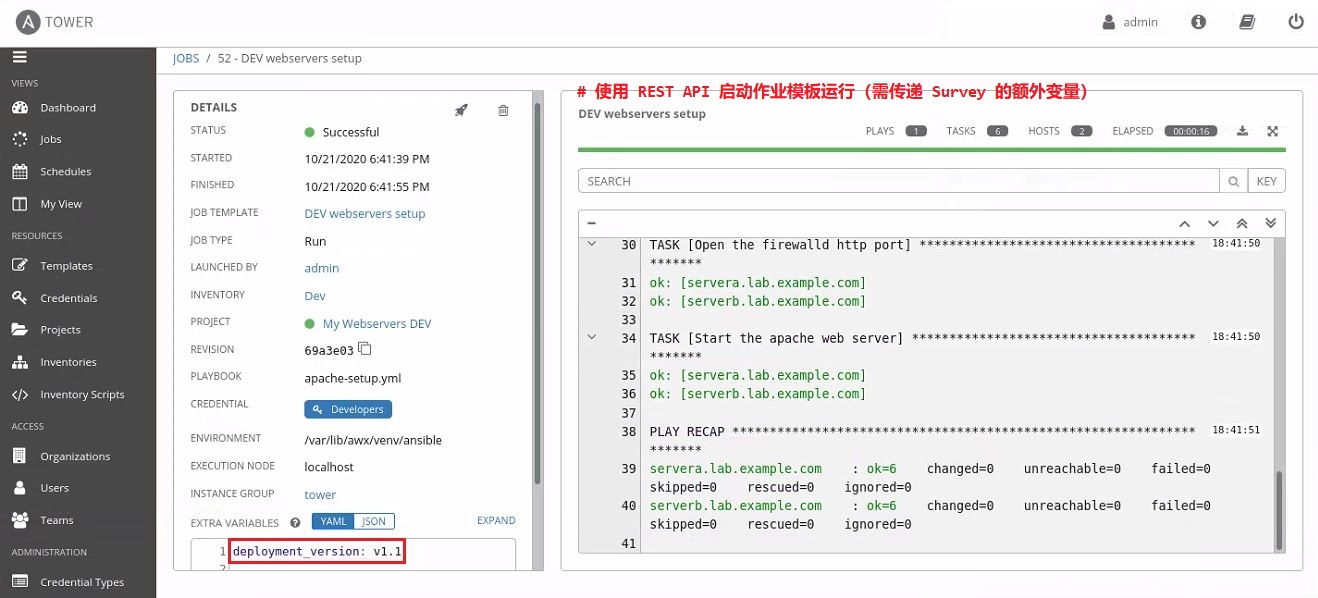 TOWER
admin
VIEWS
Dashboard
Jobs
Schedules
My View
RESOURCES
Templates
Credentials
Projects
Inventories
Inventory Scripts
ACCESS
Organizations
Users
Teams
ADMINISTRATION
Credential Types
JOBS / 52 - DEV webservers setup
DETAILS
STATUS Successful
STARTED 10/21/2020 6:41:39 PM
FINISHED 10/21/2020 6:41:55 PM
JOB TEMPLATE DEV webservers setup
JOB TYPE Run
LAUNCHED BY admin
INVENTORY Dev
PROJECT My Webservers DEV
REVISION 69a3e03
PLAYBOOK apache-setup.yml
CREDENTIAL Developers
ENVIRONMENT /var/lib/awx/venv/ansible
EXECUTION NODE localhost
INSTANCE GROUP tower
EXTRA VARIABLES ? YAML JSON EXPAND
1 deployment_version: v1.1
2
# 使用 REST API 启动作业模板运行（需传递 Survey 的额外变量）
DEV webservers setup
PLAYS 1 TASKS 6 HOSTS 2 ELAPSED 00:00:16
SEARCH KEY
30 TASK [Open the firewalld http port] ************************************* 18:41:50
*******
31 ok: [servera.lab.example.com]
32 ok: [serverb.lab.example.com]
33
34 TASK [Start the apache web server] ************************************** 18:41:50
*******
35 ok: [servera.lab.example.com]
36 ok: [serverb.lab.example.com]
37
38 PLAY RECAP ************************************************************** 18:41:51
*******
39 servera.lab.example.com : ok=6 changed=0 unreachable=0 failed=0
skipped=0 rescued=0 ignored=0
40 serverb.lab.example.com : ok=6 changed=0 unreachable=0 failed=0
skipped=0 rescued=0 ignored=0
41